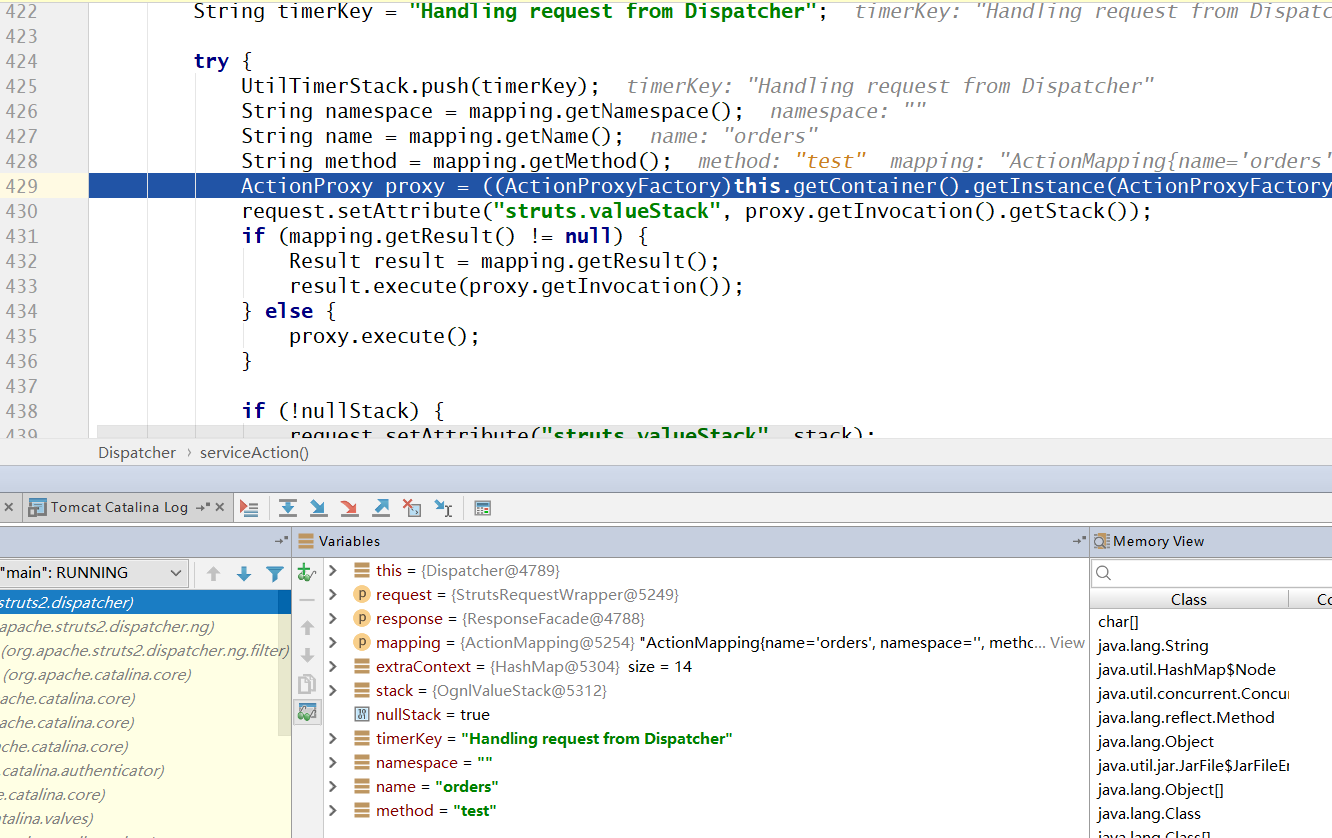 422 String timerKey = "Handling request from Dispatcher"; timerKey: "Handling request from Dispatc
423
424 try {
425 UtilTimerStack.push(timerKey); timerKey: "Handling request from Dispatcher"
426 String namespace = mapping.getNamespace(); namespace: ""
427 String name = mapping.getName(); name: "orders"
428 String method = mapping.getMethod(); method: "test" mapping: "ActionMapping{name='orders'
429 ActionProxy proxy = ((ActionProxyFactory)this.getContainer().getInstance(ActionProxyFactory
430 request.setAttribute("struts.valueStack", proxy.getInvocation().getStack());
431 if (mapping.getResult() != null) {
432 Result result = mapping.getResult();
433 result.execute(proxy.getInvocation());
434 } else {
435 proxy.execute();
436 }
437
438 if (!nullStack) {
439 request.setAttribute("struts.valueStack", stack);
Dispatcher › serviceAction()
Tomcat Catalina Log
Variables
Memory View
"main": RUNNING
struts2.dispatcher)
apache.struts2.dispatcher.ng)
(org.apache.struts2.dispatcher.ng.filter)
(org.apache.catalina.core)
ache.catalina.core)
ache.catalina.core)
che.catalina.core)
.catalina.authenticator)
e.catalina.core)
atalina.valves)
this = {Dispatcher@4789}
request = {StrutsRequestWrapper@5249}
response = {ResponseFacade@4788}
mapping = {ActionMapping@5254} "ActionMapping{name='orders', namespace='', methc... View
extraContext = {HashMap@5304} size = 14
stack = {OgnlValueStack@5312}
nullStack = true
timerKey = "Handling request from Dispatcher"
namespace = ""
name = "orders"
method = "test"
Class Co
char[]
java.lang.String
java.util.HashMap$Node
java.util.concurrent.Concu
java.lang.reflect.Method
java.lang.Object
java.util.jar.JarFile$JarFileE
java.lang.Object[]
java.lang.Class
java.lang.Class[]